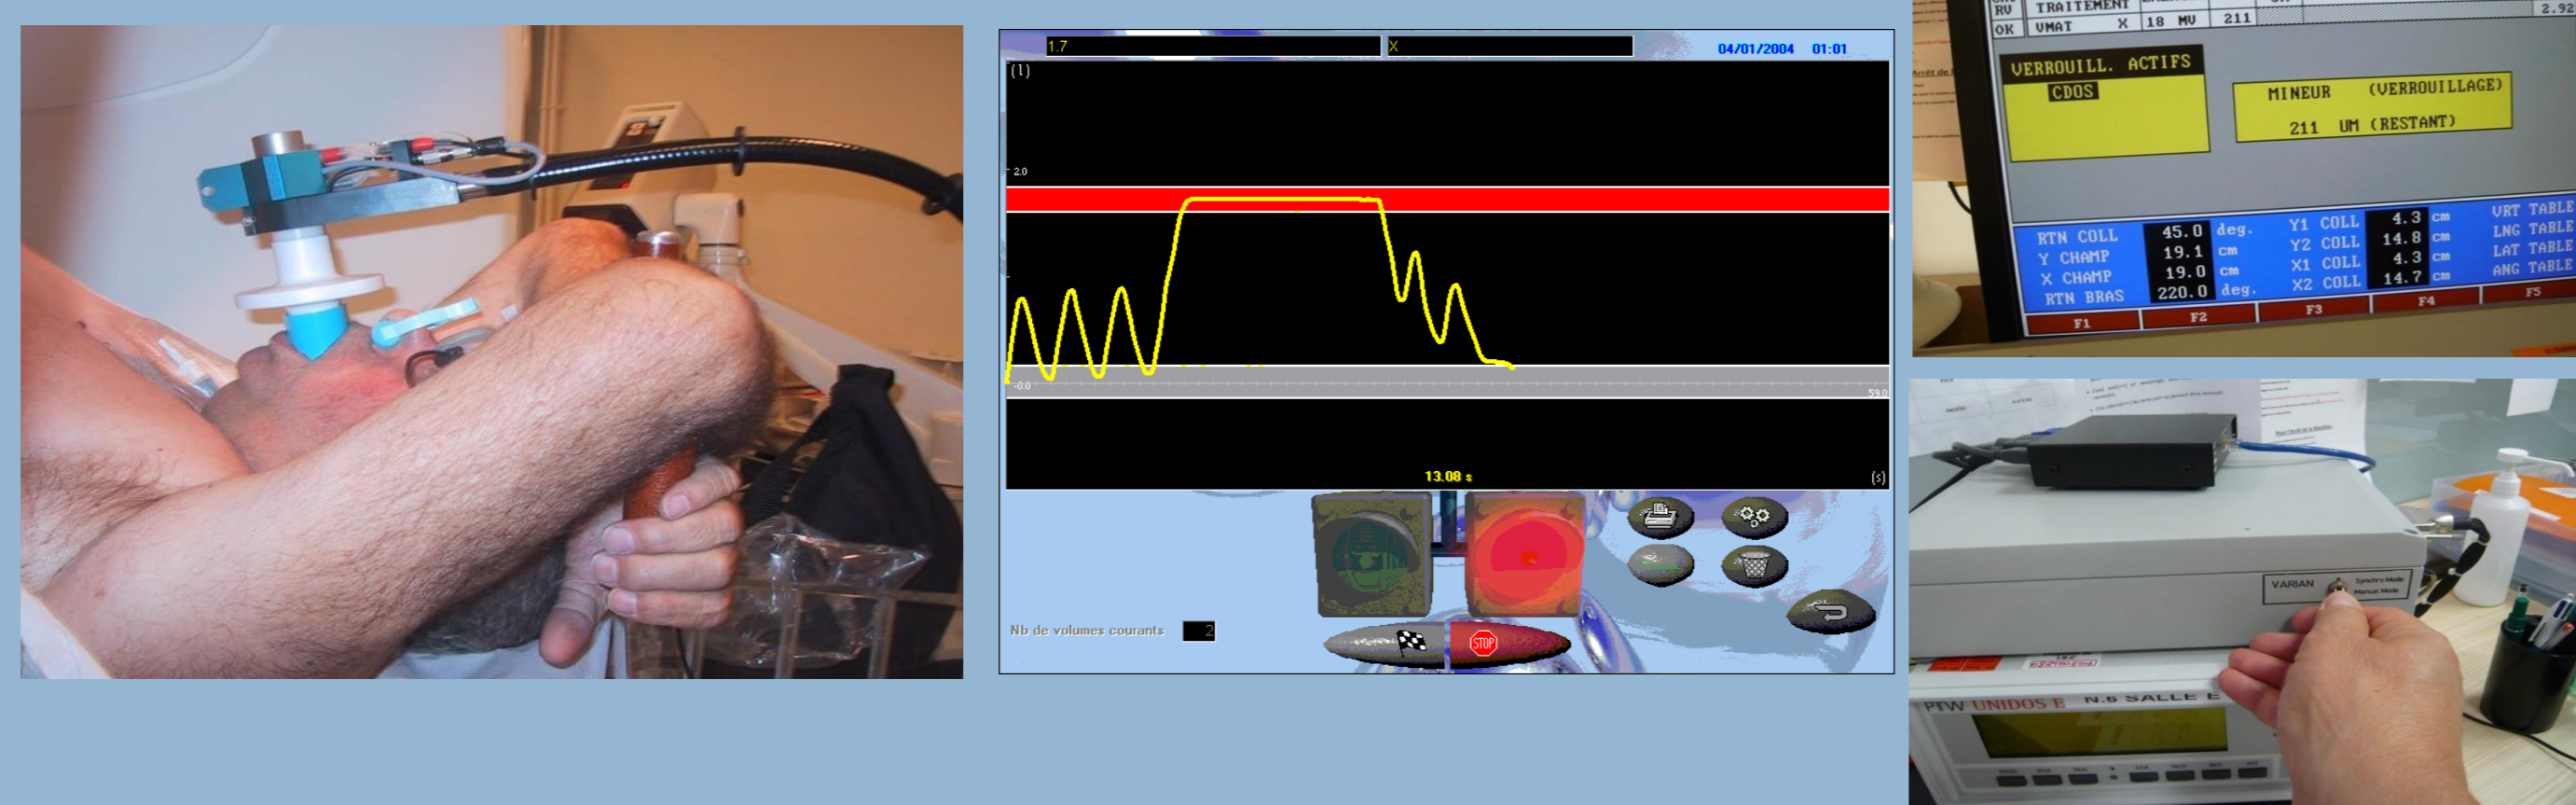 1.7
X
04/01/2004 01:01
(l)
2.0
-0.0
59.0
13.08 s
(s)
Nb de volumes courants 2
STOP
RV TRAITEMENT
2.92
OK VMAT X 18 MV 211
VERROUILL. ACTIFS
CDOS
MINEUR (VERROUILLAGE)
211 UM (RESTANT)
RTN COLL 45.0 deg. Y1 COLL 4.3 cm VRT TABLE
Y CHAMP 19.1 cm Y2 COLL 14.8 cm LNG TABLE
X CHAMP 19.0 cm X1 COLL 4.3 cm LAT TABLE
RTN BRAS 220.0 deg. X2 COLL 14.7 cm ANG TABLE
F1 F2 F3 F4 F5
VARIAN
Synchro Mode
Manual Mode
PTW UNIDOS E
N.6 SALLE E